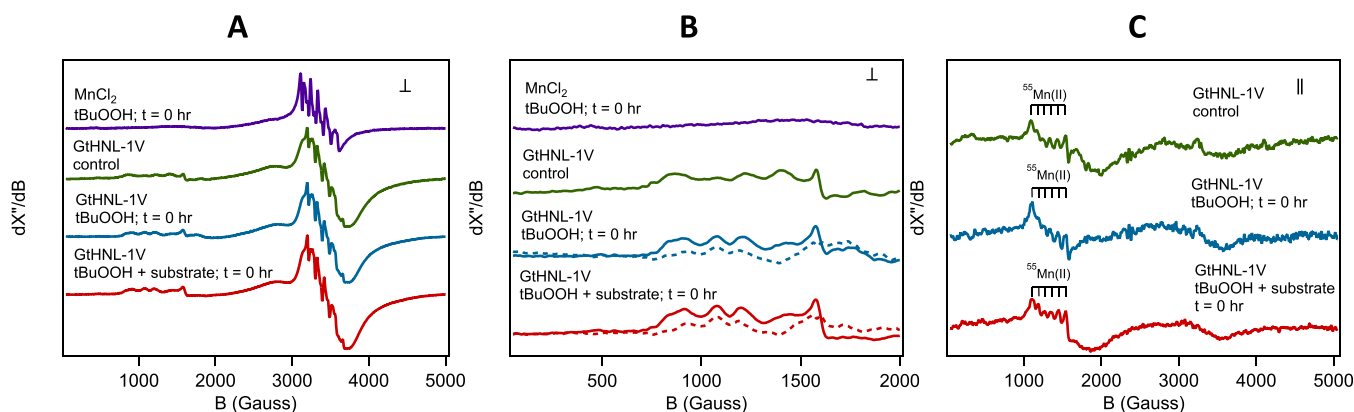 A
B
C
dX"/dB
⊥
MnCl2
tBuOOH; t = 0 hr
GtHNL-1V
control
GtHNL-1V
tBuOOH; t = 0 hr
GtHNL-1V
tBuOOH + substrate; t = 0 hr
1000 2000 3000 4000 5000
B (Gauss)
dX"/dB
⊥
MnCl2
tBuOOH; t = 0 hr
GtHNL-1V
control
GtHNL-1V
tBuOOH; t = 0 hr
GtHNL-1V
tBuOOH + substrate; t = 0 hr
500 1000 1500 2000
B (Gauss)
dX"/dB
||
55Mn(II)
GtHNL-1V
control
55Mn(II)
GtHNL-1V
tBuOOH; t = 0 hr
55Mn(II)
GtHNL-1V
tBuOOH + substrate
t = 0 hr
1000 2000 3000 4000 5000
B (Gauss)